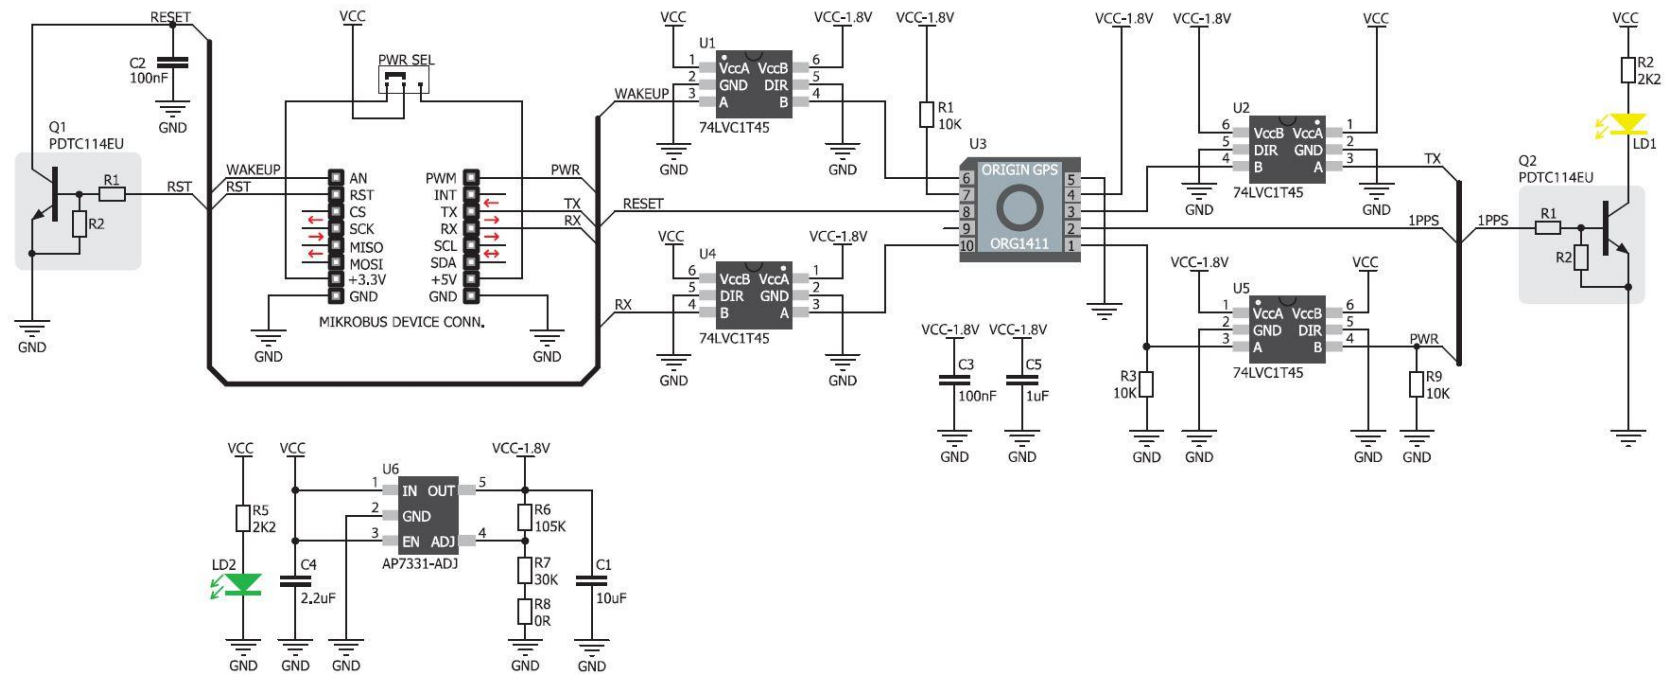 RESET
C2
100nF
GND
Q1
PDTC114EU
R1
R2
GND
RST
WAKEUP
RST
VCC
PWR SEL
AN
RST
CS
SCK
MISO
MOSI
+3.3V
GND
PWM
INT
TX
RX
SCL
SDA
+5V
GND
PWR
TX
RX
GND
GND
MIKROBUS DEVICE CONN.
WAKEUP
RESET
RX
VCC
VCC-1.8V
U1
1 VccA VccB 6
2 GND DIR 5
3 A B 4
74LVC1T45
GND
GND
VCC
VCC-1.8V
U4
6 VccB VccA 1
5 DIR GND 2
4 B A 3
74LVC1T45
GND
GND
VCC-1.8V
R1
10K
U3
ORIGIN GPS
6 5
7 4
8 3
9 2
10 1
ORG1411
VCC-1.8V
VCC-1.8V
VCC
U2
6 VccB VccA 1
5 DIR GND 2
4 B A 3
74LVC1T45
GND
GND
TX
1PPS
1PPS
VCC-1.8V
VCC
U5
1 VccA VccB 6
2 GND DIR 5
3 A B 4
74LVC1T45
PWR
R3
10K
R9
10K
GND
GND
GND
GND
VCC-1.8V
VCC-1.8V
C3
100nF
C5
1uF
GND
GND
VCC
R2
2K2
LD1
Q2
PDTC114EU
R1
R2
GND
VCC
VCC
VCC-1.8V
R5
2K2
LD2
C4
2.2uF
U6
1 IN OUT 5
2 GND
3 EN ADJ 4
AP7331-ADJ
R6
105K
R7
30K
R8
0R
C1
10uF
GND
GND
GND
GND
GND